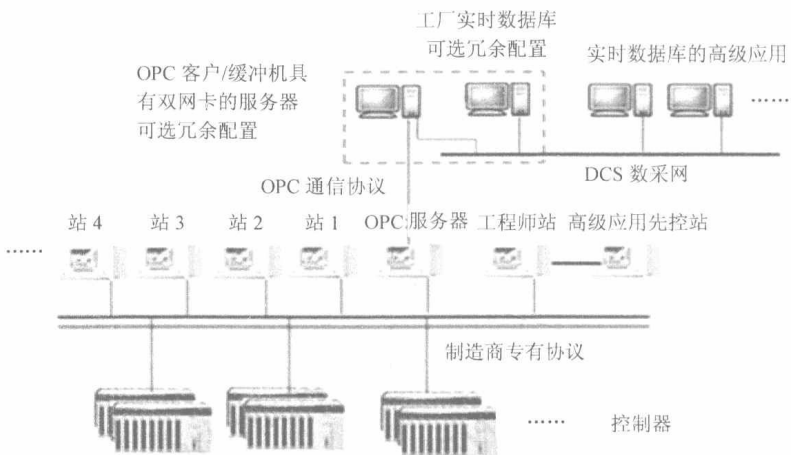 工厂实时数据库
可选冗余配置
实时数据库的高级应用
OPC 客户/缓冲机具
有双网卡的服务器
可选冗余配置
……
DCS 数采网
OPC 通信协议
站 4 站 3 站 2 站 1 OPC 服务器 工程师站 高级应用先控站
……
制造商专有协议
…… 控制器